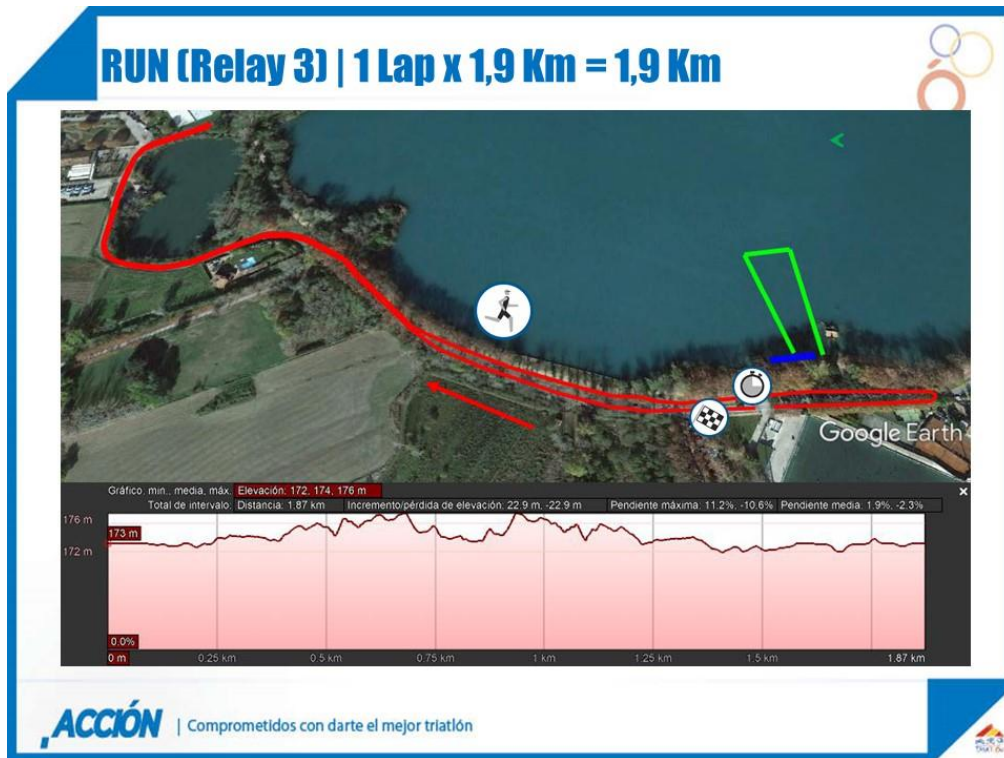 RUN (Relay 3) | 1 Lap x 1,9 Km = 1,9 Km
Google Earth
Gráfico: min., media, máx. Elevación: 172, 174, 176 m
Total de intervalo: Distancia: 1.87 km Incremento/pérdida de elevación: 22.9 m, -22.9 m Pendiente máxima: 11.2%, -10.6% Pendiente media: 1.9%, -2.3%
176 m
173 m
172 m
0.0%
0 m 0.25 km 0.5 km 0.75 km 1 km 1.25 km 1.5 km 1.87 km
,ACCIÓN | Comprometidos con darte el mejor triatlón